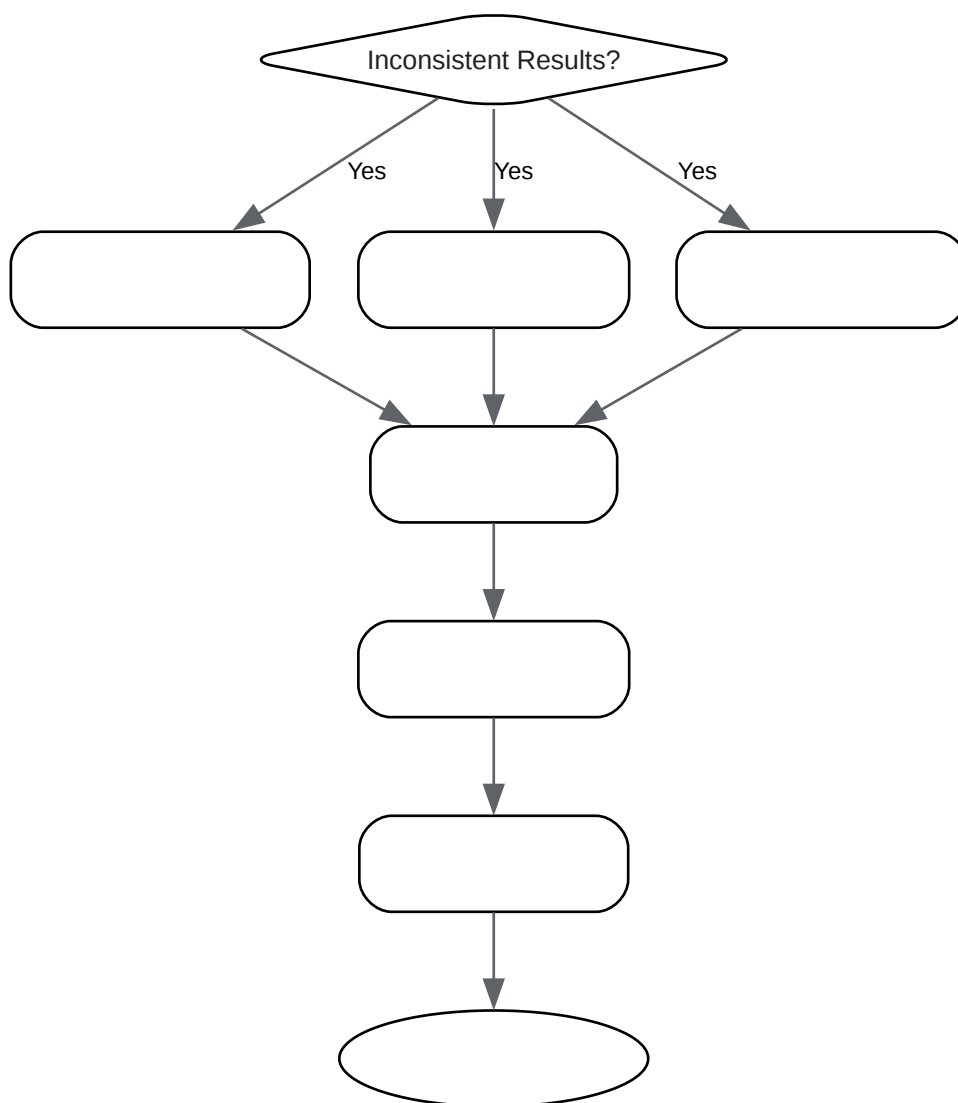 Inconsistent Results?
Yes
Yes
Yes